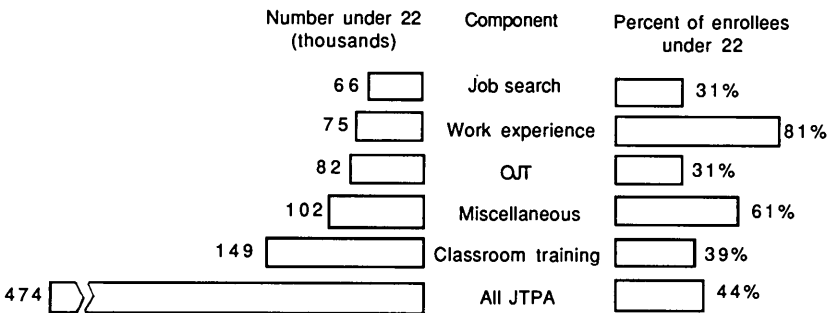 Number under 22 Component Percent of enrollees
(thousands) under 22
66 Job search 31%
75 Work experience 81%
82 OJT 31%
102 Miscellaneous 61%
149 Classroom training 39%
474 All JTPA 44%